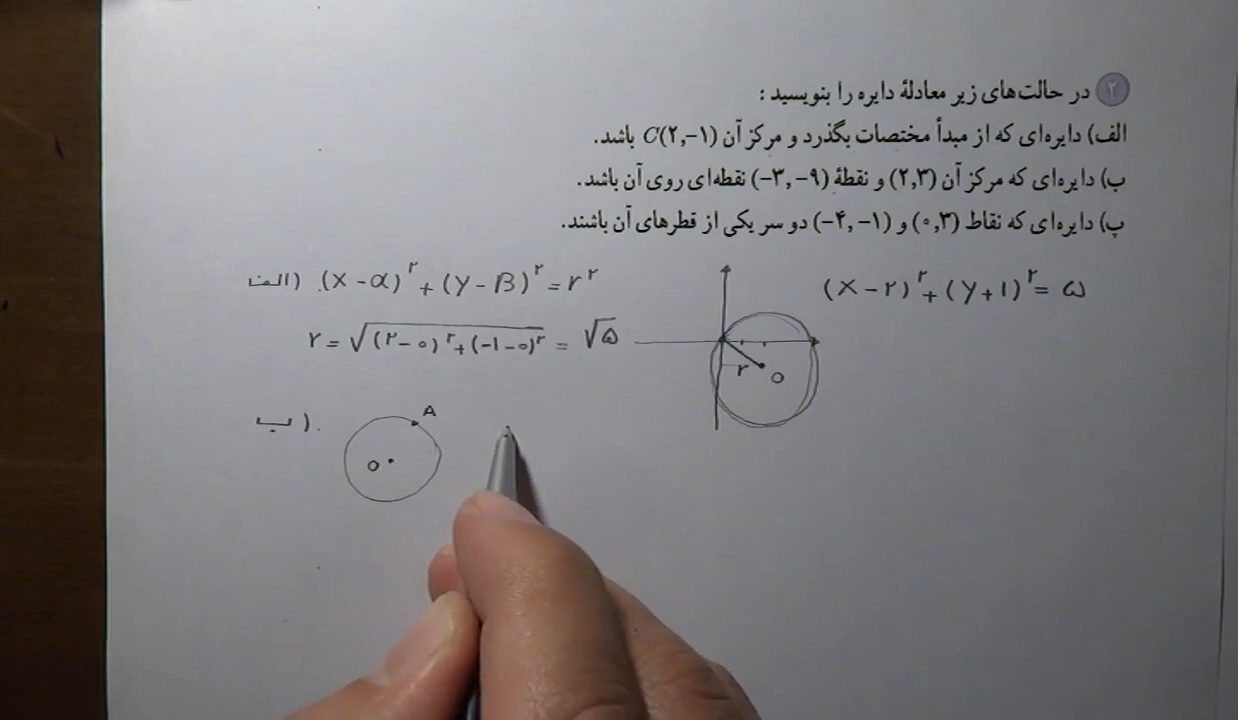 ۲ در حالت‌های زیر معادلهٔ دایره را بنویسید :
الف) دایره‌ای که از مبدأ مختصات بگذرد و مرکز آن C(۲,−۱) باشد.
ب) دایره‌ای که مرکز آن (۲,۳) و نقطهٔ (−۳,−۹) نقطه‌ای روی آن باشد.
پ) دایره‌ای که نقاط (۰,۳) و (−۴,−۱) دو سر یکی از قطرهای آن باشند.
الف) (x-α)^۲+(y-β)^۲=r^۲
(x-۲)^۲+(y+۱)^۲=۵
r=√((۲-۰)^۲+(-۱-۰)^۲)=√۵
r
O
ب)
A
O